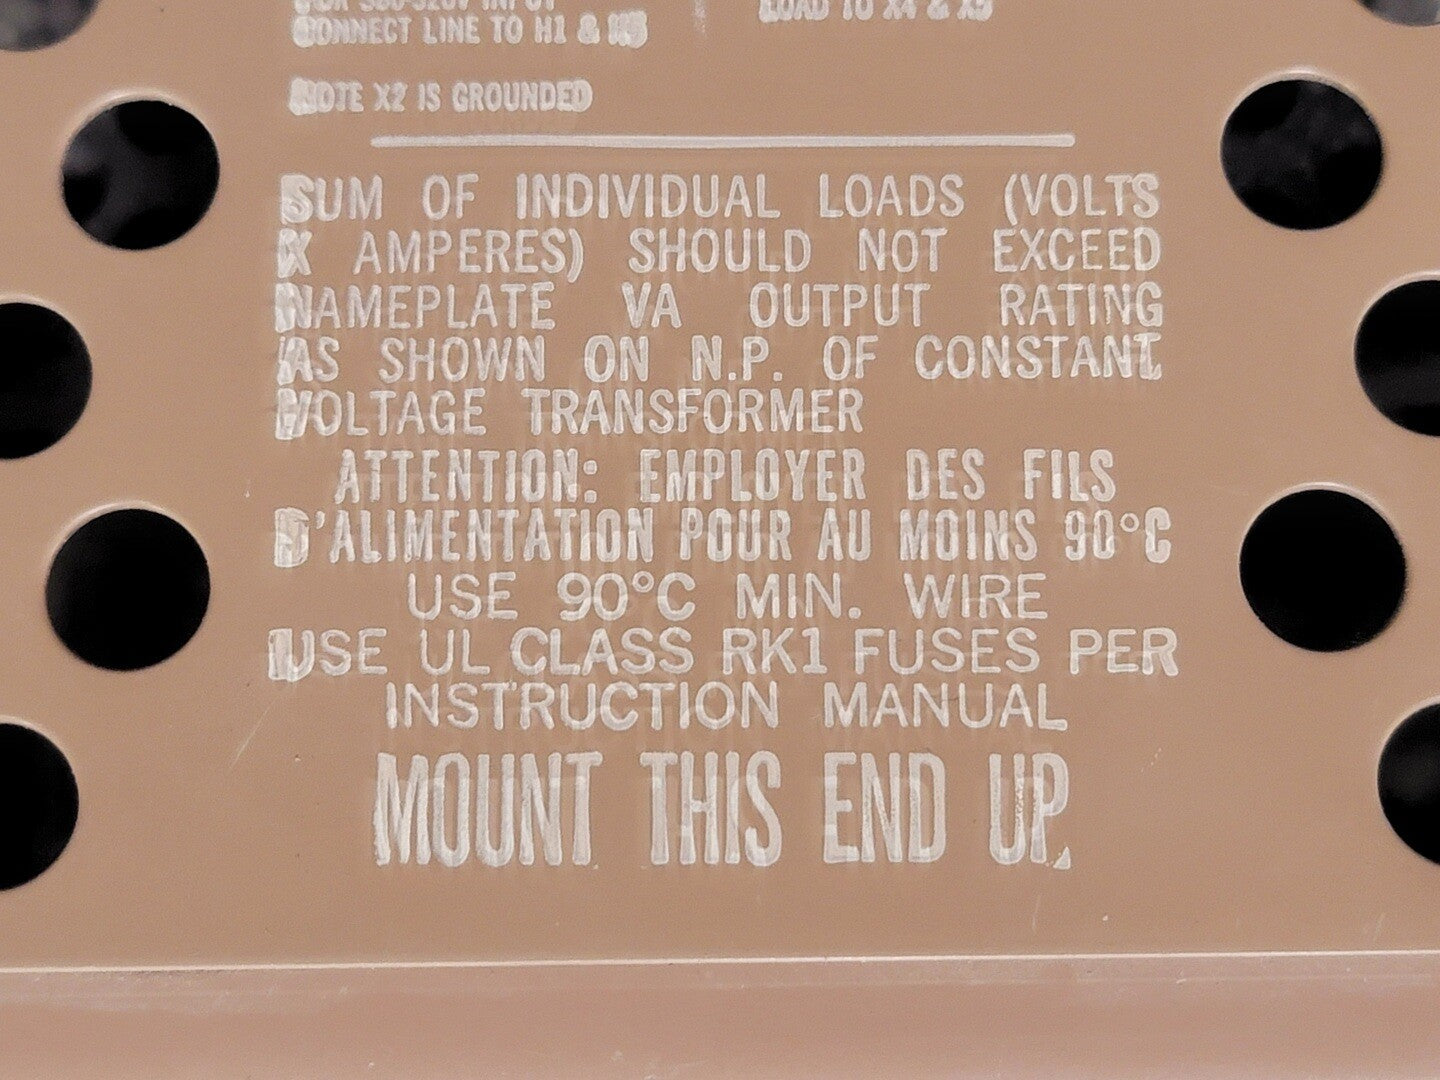 CONNECT LINE TO H1 & H5
LOAD TO X4 & X3
NOTE X2 IS GROUNDED
SUM OF INDIVIDUAL LOADS (VOLTS
X AMPERES) SHOULD NOT EXCEED
NAMEPLATE VA OUTPUT RATING
AS SHOWN ON N.P. OF CONSTANT
VOLTAGE TRANSFORMER
ATTENTION: EMPLOYER DES FILS
D'ALIMENTATION POUR AU MOINS 90°C
USE 90°C MIN. WIRE
USE UL CLASS RK1 FUSES PER
INSTRUCTION MANUAL
MOUNT THIS END UP.